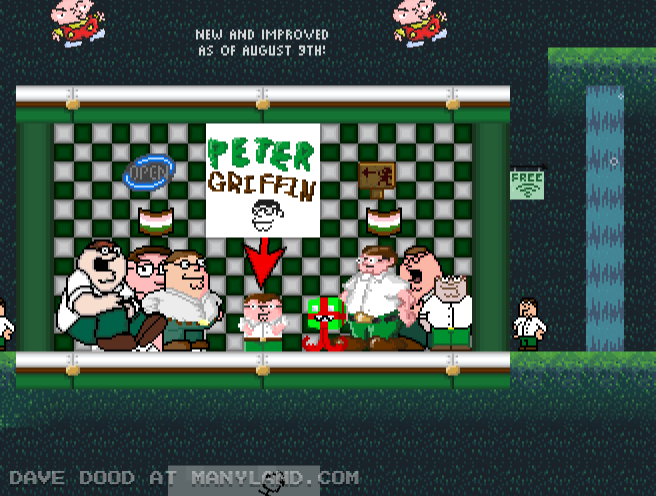 NEW AND IMPROVED
AS OF AUGUST 9TH!
PETER
GRIFFIN
OPEN
FREE
DAVE DOOD AT MANYLAND.COM